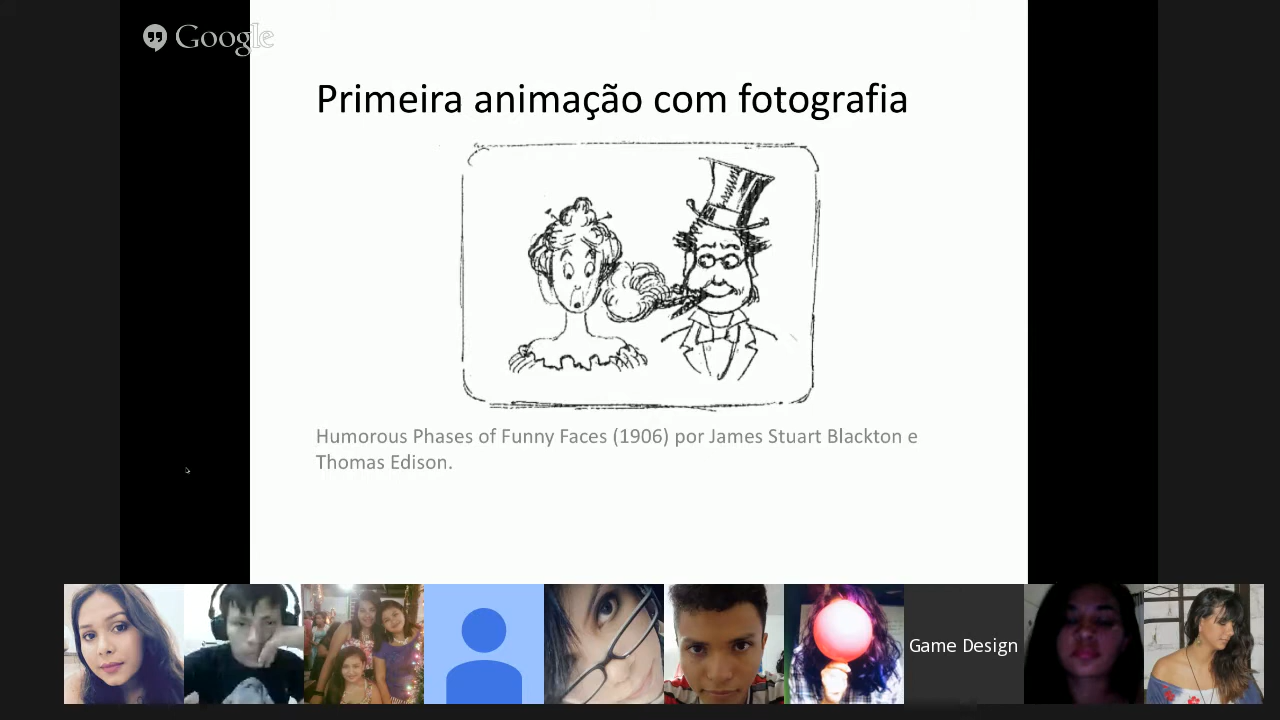 Google
Primeira animação com fotografia
Humorous Phases of Funny Faces (1906) por James Stuart Blackton e
Thomas Edison.
Game Design